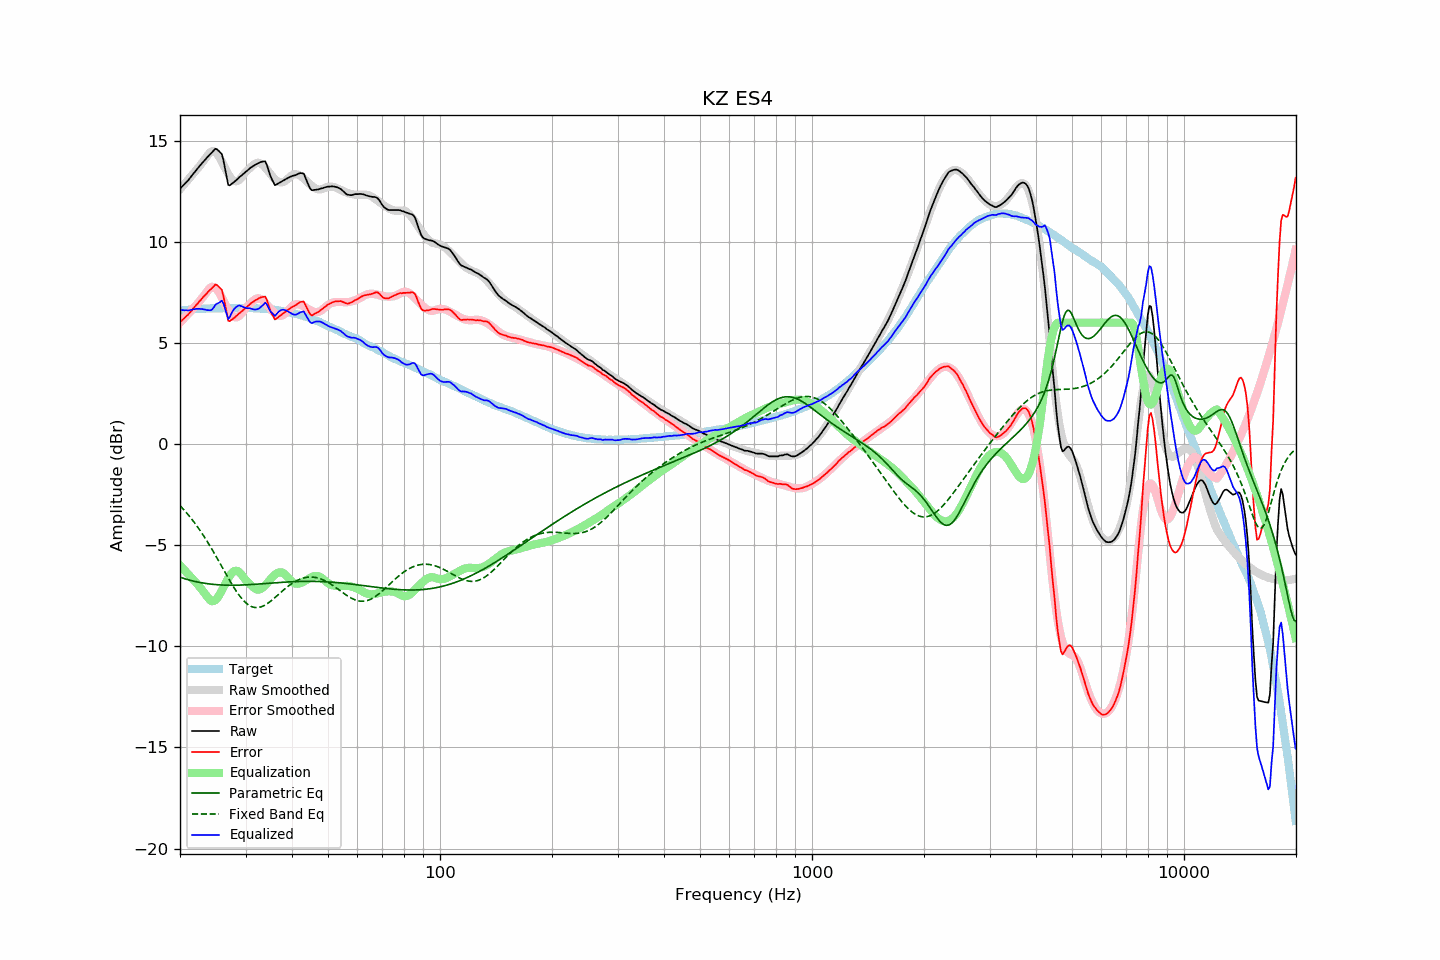 KZ ES4
15
10
5
0
−5
−10
−15
−20
Amplitude (dBr)
Target
Raw Smoothed
Error Smoothed
Raw
Error
Equalization
Parametric Eq
Fixed Band Eq
Equalized
100
1000
10000
Frequency (Hz)